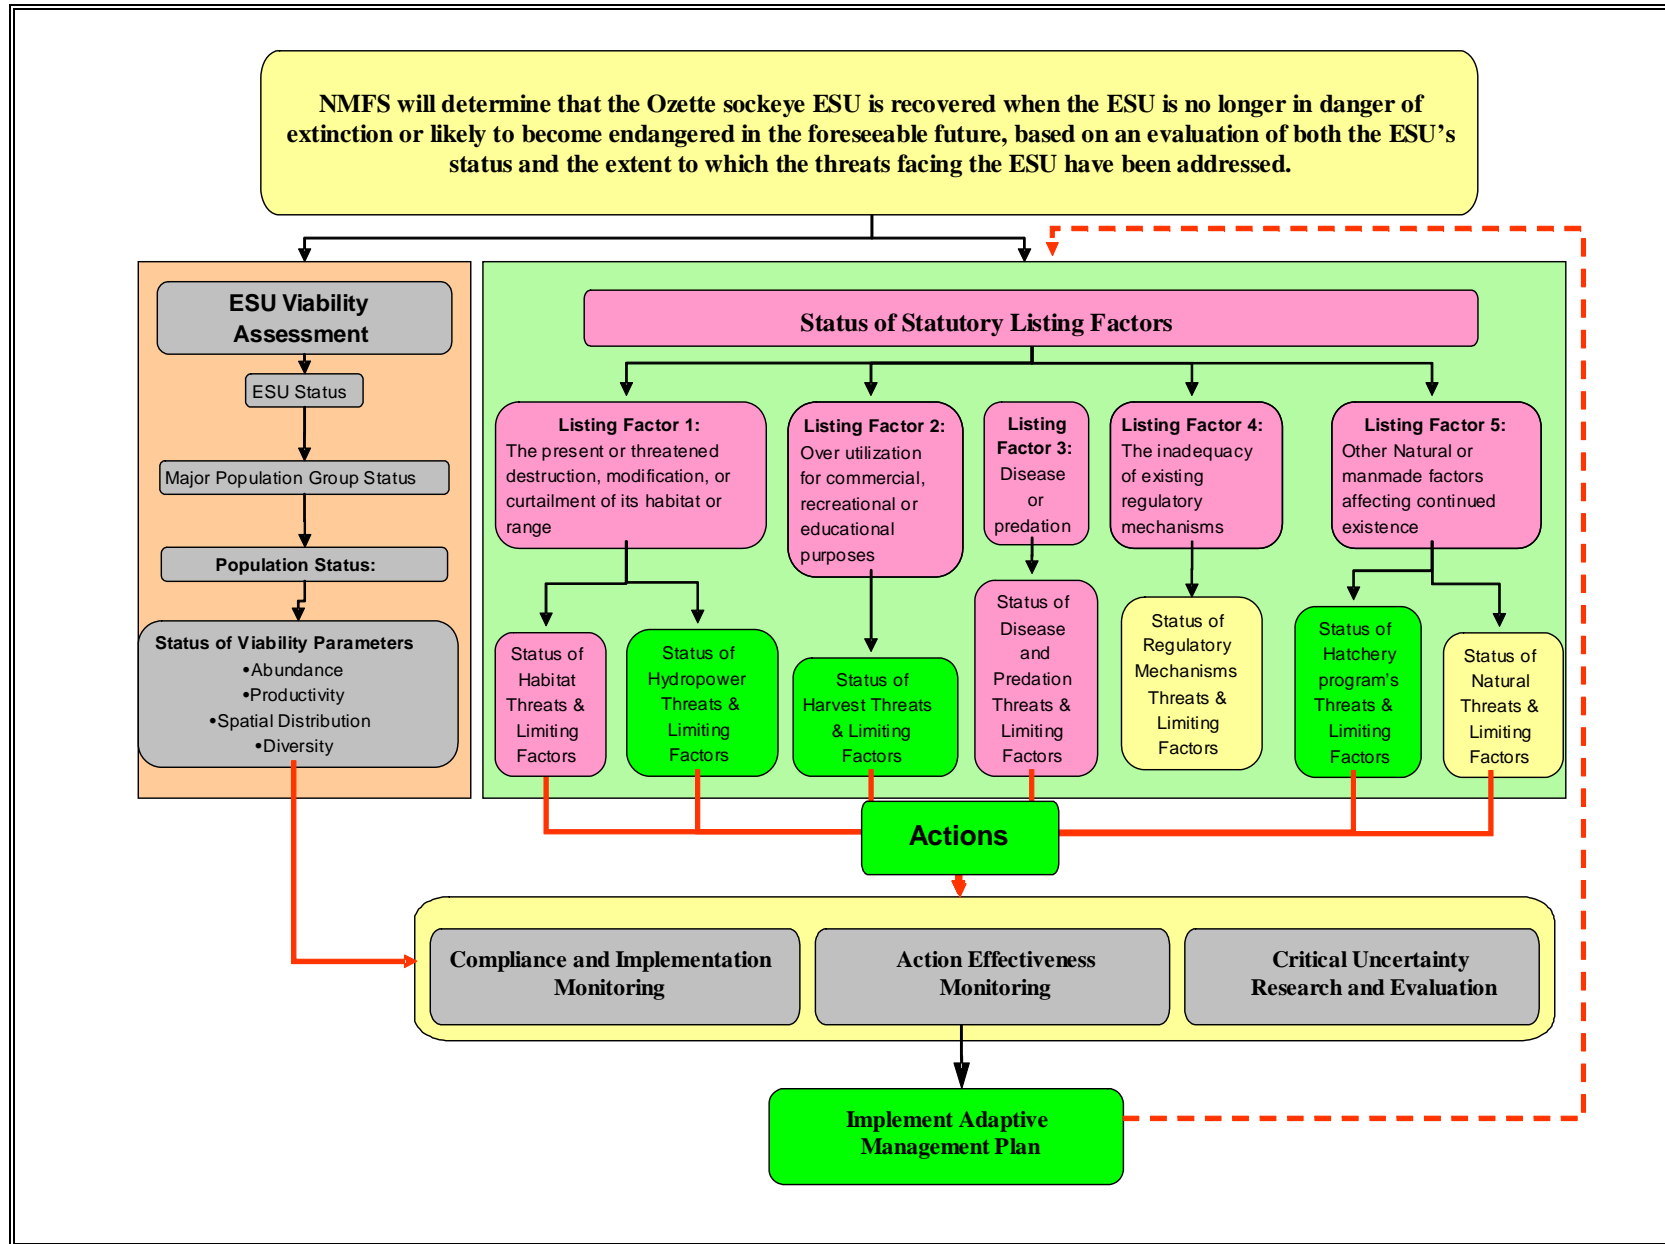 NMFS will determine that the Ozette sockeye ESU is recovered when the ESU is no longer in danger of
extinction or likely to become endangered in the foreseeable future, based on an evaluation of both the ESU's
status and the extent to which the threats facing the ESU have been addressed.
ESU Viability
Assessment
ESU Status
Major Population Group Status
Population Status:
Status of Viability Parameters
•Abundance
•Productivity
•Spatial Distribution
•Diversity
Status of Statutory Listing Factors
Listing Factor 1:
The present or threatened
destruction, modification, or
curtailment of its habitat or
range
Listing Factor 2:
Over utilization
for commercial,
recreational or
educational
purposes
Listing
Factor 3:
Disease
or
predation
Listing Factor 4:
The inadequacy
of existing
regulatory
mechanisms
Listing Factor 5:
Other Natural or
manmade factors
affecting continued
existence
Status of
Habitat
Threats &
Limiting
Factors
Status of
Hydropower
Threats &
Limiting
Factors
Status of
Harvest Threats
& Limiting
Factors
Status of
Disease
and
Predation
Threats &
Limiting
Factors
Status of
Regulatory
Mechanisms
Threats &
Limiting
Factors
Status of
Hatchery
program's
Threats &
Limiting
Factors
Status of
Natural
Threats &
Limiting
Factors
Actions
Compliance and Implementation
Monitoring
Action Effectiveness
Monitoring
Critical Uncertainty
Research and Evaluation
Implement Adaptive
Management Plan